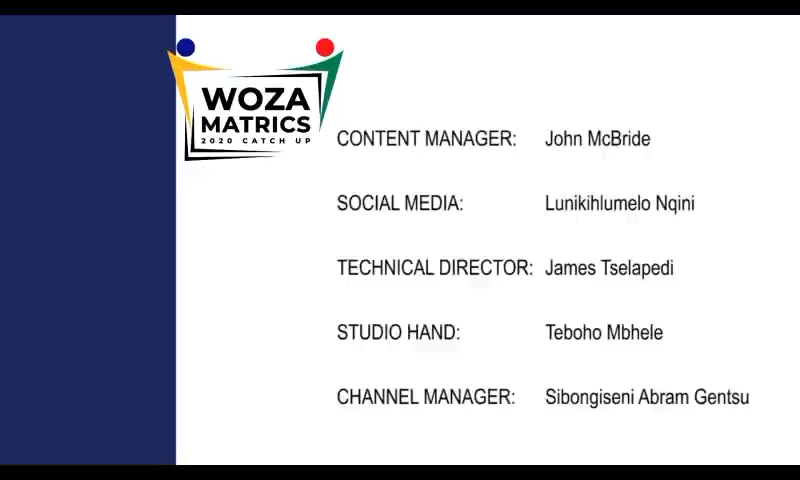 WOZA
MATRICS
2020 CATCH UP
CONTENT MANAGER: John McBride
SOCIAL MEDIA: Lunikihlumelo Nqini
TECHNICAL DIRECTOR: James Tselapedi
STUDIO HAND: Teboho Mbhele
CHANNEL MANAGER: Sibongiseni Abram Gentsu